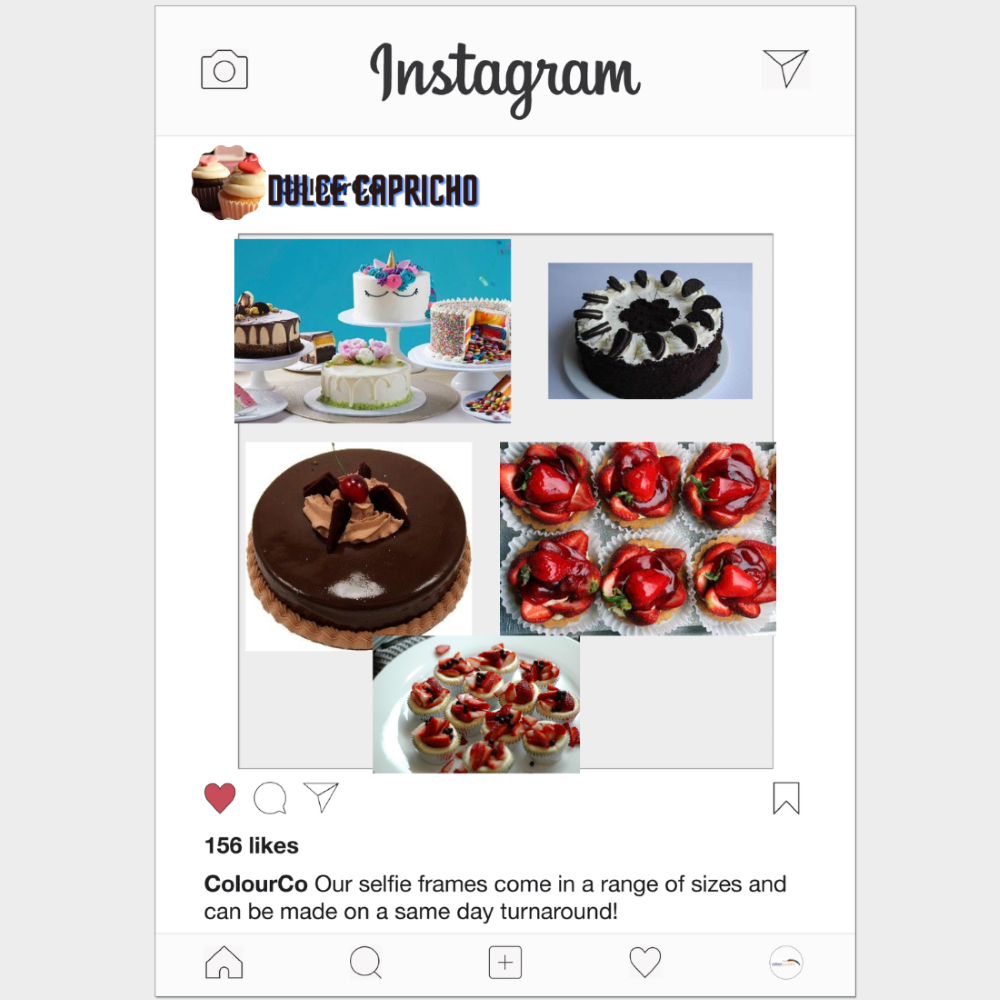 Instagram
DULCE CAPRICHO
156 likes
ColourCo Our selfie frames come in a range of sizes and
can be made on a same day turnaround!